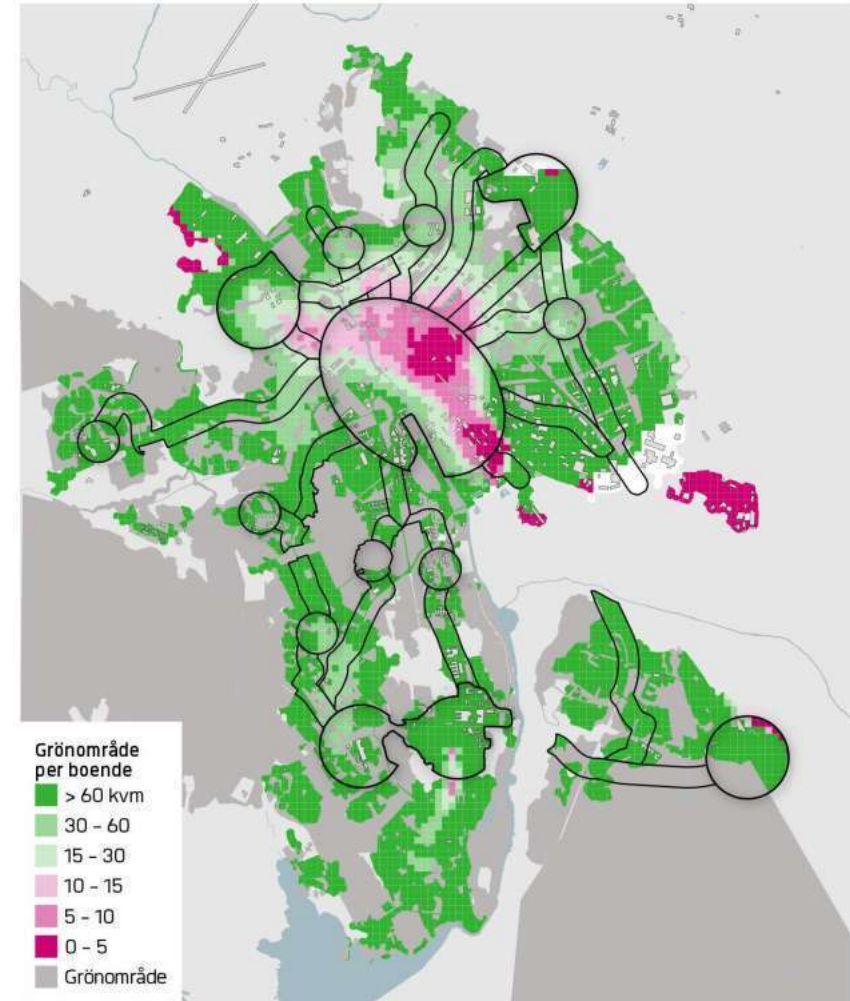 Grönområde
per boende
> 60 kvm
30 - 60
15 - 30
10 - 15
5 - 10
0 - 5
Grönområde